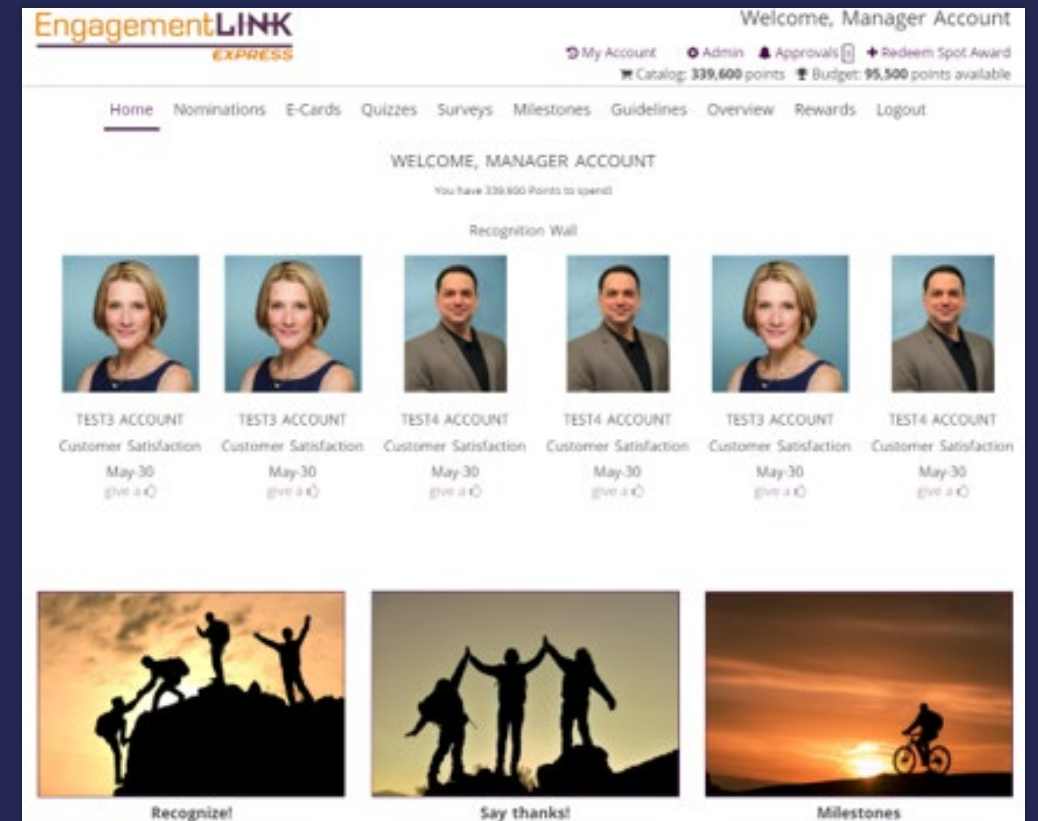 EngagementLINK
EXPRESS
Welcome, Manager Account
My Account Admin Approvals Redeem Spot Award
Catalog: 339,600 points Budget: 95,500 points available
Home Nominations E-Cards Quizzes Surveys Milestones Guidelines Overview Rewards Logout
WELCOME, MANAGER ACCOUNT
You have 339,600 Points to spend!
Recognition Wall
TEST3 ACCOUNT TEST3 ACCOUNT TEST4 ACCOUNT TEST4 ACCOUNT TEST3 ACCOUNT TEST4 ACCOUNT
Customer Satisfaction Customer Satisfaction Customer Satisfaction Customer Satisfaction Customer Satisfaction Customer Satisfaction
May-30 May-30 May-30 May-30 May-30 May-30
give a give a give a give a give a give a
Recognize! Say thanks! Milestones